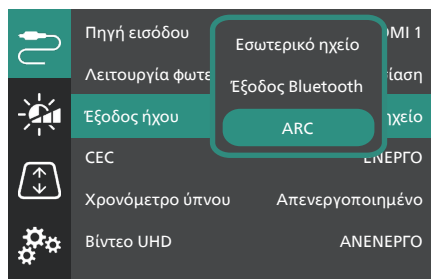 Πηγή εισόδου MI 1
Λειτουργία φωτε ίαση
Έξοδος ήχου ηχείο
CEC ΕΝΕΡΓΟ
Χρονόμετρο ύπνου Απενεργοποιημένο
Βίντεο UHD ΑΝΕΝΕΡΓΟ
Εσωτερικό ηχείο
Έξοδος Bluetooth
ARC